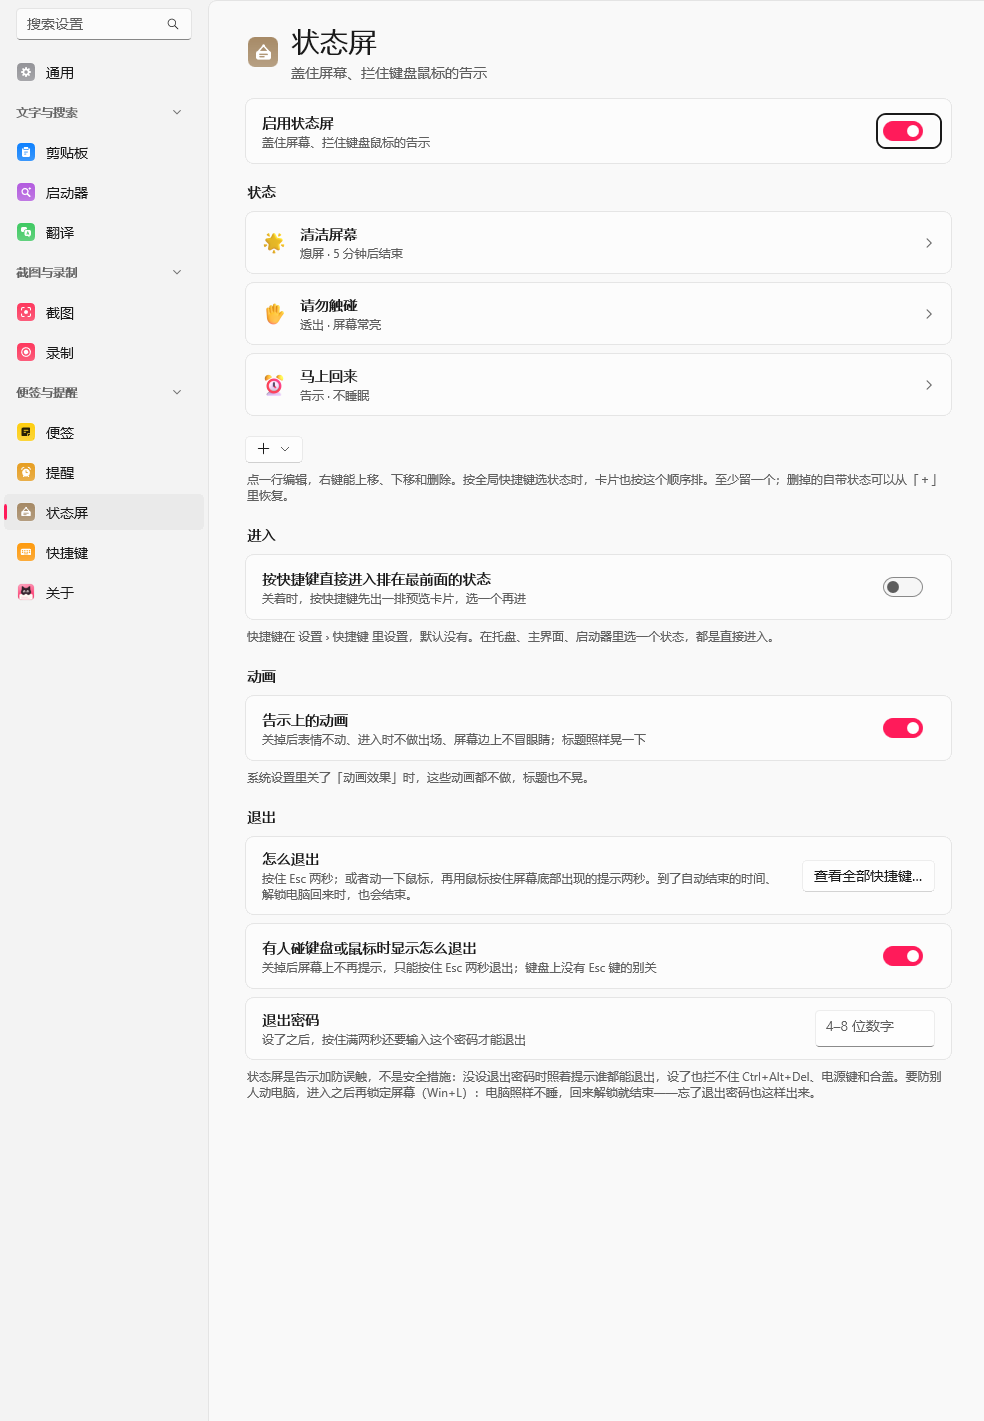 搜索设置
通用
文字与搜索
剪贴板
启动器
翻译
截图与录制
截图
录制
便签与提醒
便签
提醒
状态屏
快捷键
关于
状态屏
盖住屏幕、拦住键盘鼠标的告示
启用状态屏
盖住屏幕、拦住键盘鼠标的告示
状态
清洁屏幕
熄屏 · 5 分钟后结束
请勿触碰
透出 · 屏幕常亮
马上回来
告示 · 不睡眠
点一行编辑，右键能上移、下移和删除。按全局快捷键选状态时，卡片也按这个顺序排。至少留一个；删掉的自带状态可以从「＋」
里恢复。
进入
按快捷键直接进入排在最前面的状态
关着时，按快捷键先出一排预览卡片，选一个再进
快捷键在 设置 › 快捷键 里设置，默认没有。在托盘、主界面、启动器里选一个状态，都是直接进入。
动画
告示上的动画
关掉后表情不动、进入时不做出场、屏幕边上不冒眼睛；标题照样晃一下
系统设置里关了「动画效果」时，这些动画都不做，标题也不晃。
退出
怎么退出
按住 Esc 两秒；或者动一下鼠标，再用鼠标按住屏幕底部出现的提示两秒。到了自动结束的时间、
解锁电脑回来时，也会结束。
查看全部快捷键...
有人碰键盘或鼠标时显示怎么退出
关掉后屏幕上不再提示，只能按住 Esc 两秒退出；键盘上没有 Esc 键的别关
退出密码
设了之后，按住满两秒还要输入这个密码才能退出
4–8 位数字
状态屏是告示加防误触，不是安全措施：没设退出密码时照着提示谁都能退出，设了也拦不住 Ctrl+Alt+Del、电源键和合盖。要防别
人动电脑，进入之后再锁定屏幕（Win+L）：电脑照样不睡，回来解锁就结束——忘了退出密码也这样出来。